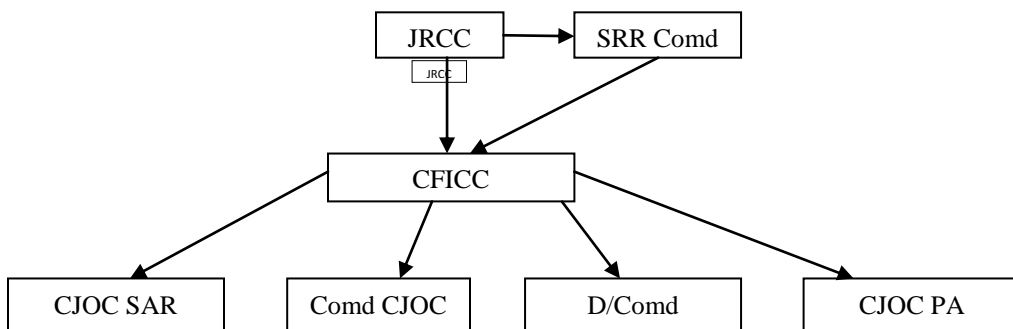 JRCC
SRR Comd
JRCC
CFICC
CJOC SAR
Comd CJOC
D/Comd
CJOC PA